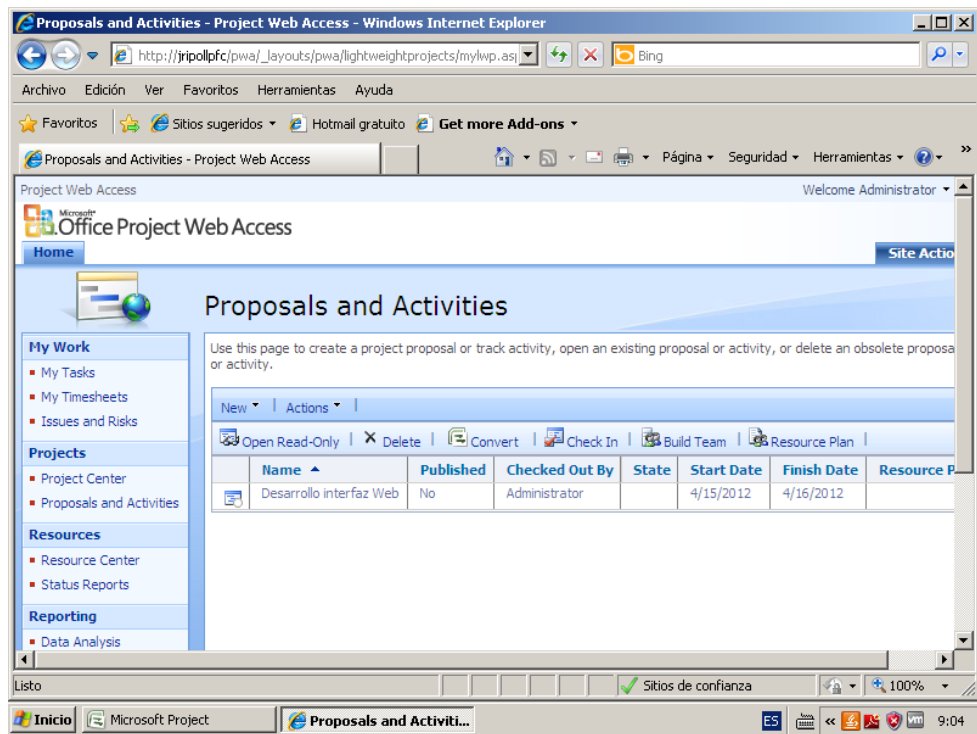 Proposals and Activities - Project Web Access - Windows Internet Explorer
http://jripollpfc/pwa/_layouts/pwa/lightweightprojects/mylwp.asp
Bing
Archivo Edición Ver Favoritos Herramientas Ayuda
Favoritos Sitios sugeridos Hotmail gratuito Get more Add-ons
Proposals and Activities - Project Web Access Página Seguridad Herramientas
Project Web Access Welcome Administrator
Microsoft
Office Project Web Access
Home Site Actio
Proposals and Activities
My Work
My Tasks
My Timesheets
Issues and Risks
Projects
Project Center
Proposals and Activities
Resources
Resource Center
Status Reports
Reporting
Data Analysis
Use this page to create a project proposal or track activity, open an existing proposal or activity, or delete an obsolete proposa
or activity.
New Actions
Open Read-Only Delete Convert Check In Build Team Resource Plan
Name Published Checked Out By State Start Date Finish Date Resource P
Desarrollo interfaz Web No Administrator 4/15/2012 4/16/2012
Listo Sitios de confianza 100%
Inicio Microsoft Project Proposals and Activiti... ES 9:04